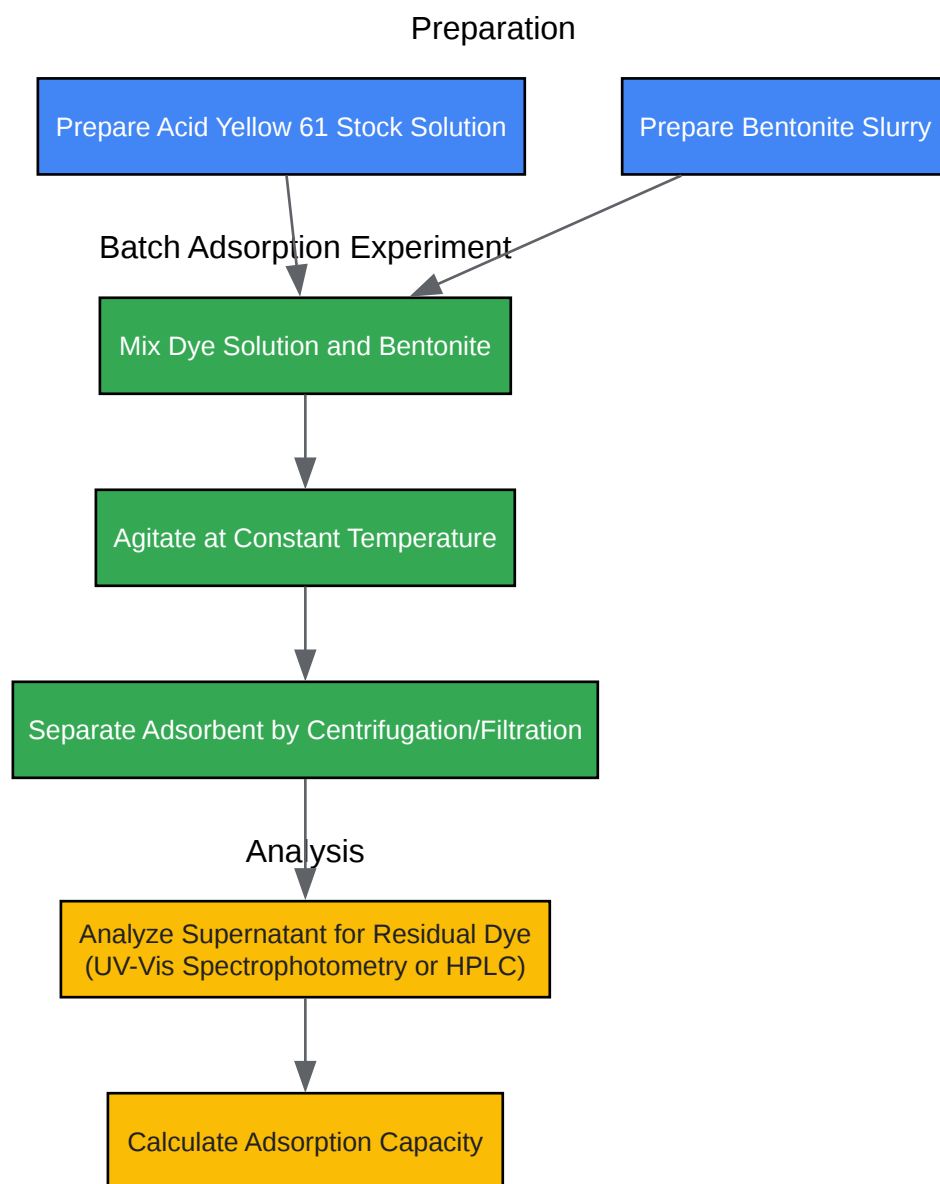 Preparation
Prepare Acid Yellow 61 Stock Solution
Prepare Bentonite Slurry
Batch Adsorption Experiment
Mix Dye Solution and Bentonite
Agitate at Constant Temperature
Separate Adsorbent by Centrifugation/Filtration
Analysis
Analyze Supernatant for Residual Dye
(UV-Vis Spectrophotometry or HPLC)
Calculate Adsorption Capacity